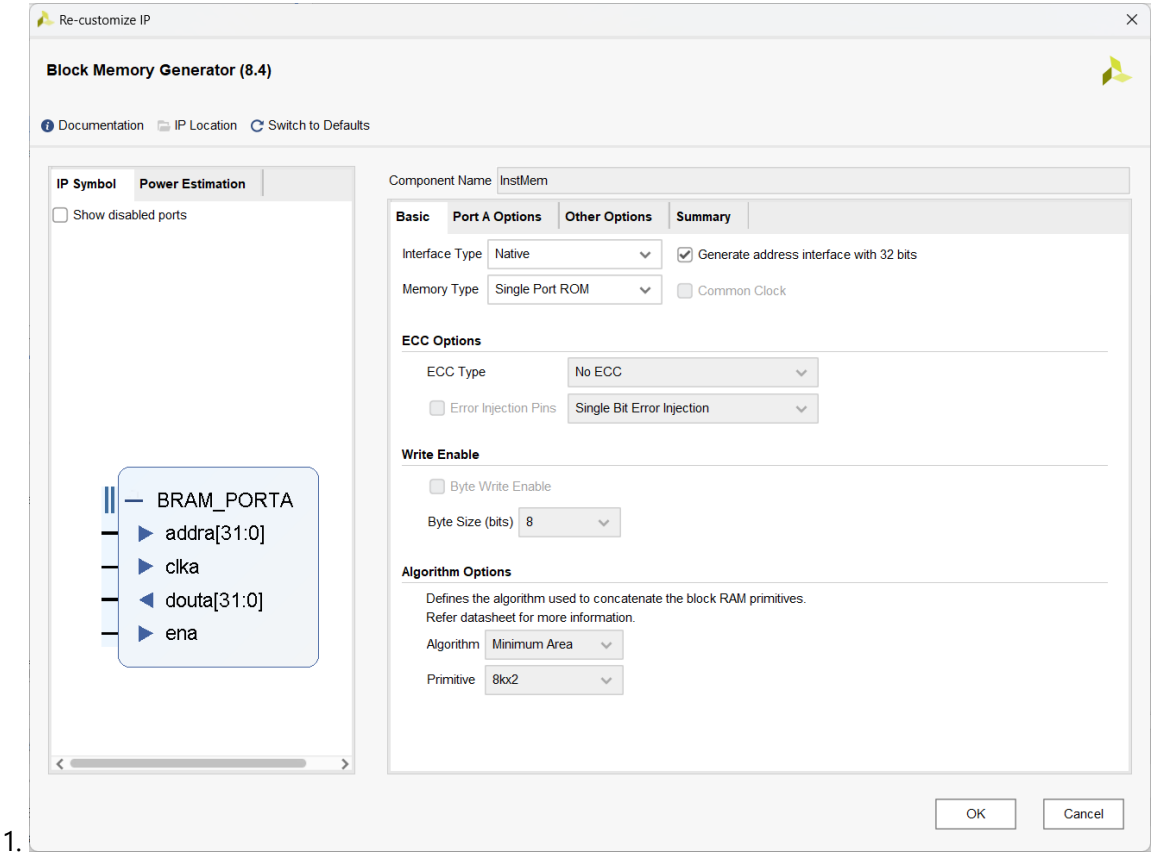 Re-customize IP
Block Memory Generator (8.4)
Documentation IP Location Switch to Defaults
IP Symbol Power Estimation
Show disabled ports
BRAM_PORTA
addra[31:0]
clka
douta[31:0]
ena
Component Name InstMem
Basic Port A Options Other Options Summary
Interface Type Native Generate address interface with 32 bits
Memory Type Single Port ROM Common Clock
ECC Options
ECC Type No ECC
Error Injection Pins Single Bit Error Injection
Write Enable
Byte Write Enable
Byte Size (bits) 8
Algorithm Options
Defines the algorithm used to concatenate the block RAM primitives.
Refer datasheet for more information.
Algorithm Minimum Area
Primitive 8kx2
OK Cancel
1.